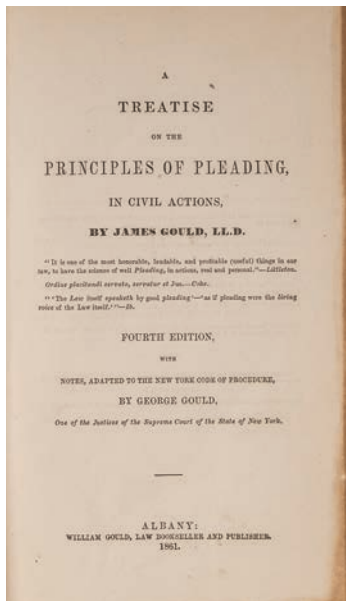 A
TREATISE
ON THE
PRINCIPLES OF PLEADING,
IN CIVIL ACTIONS,
BY JAMES GOULD, LL.D.
"It is one of the most honorable, laudable, and profitable (useful) things in our
law, to have the science of well Pleading, in actions, real and personal."—Littleton.
Ordine placitandi servato, servatur et Jus.—Coke.
"'The Law itself speaketh by good pleading'—'as if pleading were the living
voice of the Law itself.'"—Ib.
FOURTH EDITION,
WITH
NOTES, ADAPTED TO THE NEW YORK CODE OF PROCEDURE,
BY GEORGE GOULD,
One of the Justices of the Supreme Court of the State of New York.
ALBANY:
WILLIAM GOULD, LAW BOOKSELLER AND PUBLISHER.
1861.